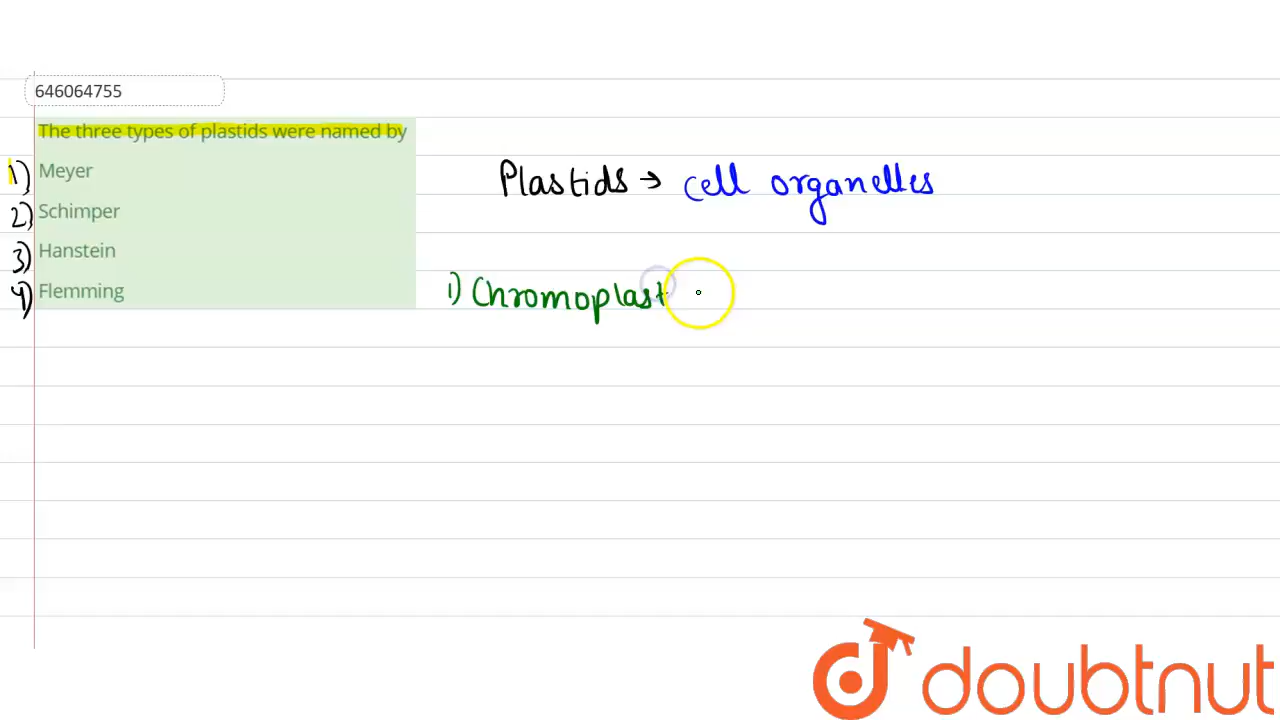 646064755
The three types of plastids were named by
1) Meyer
2) Schimper
3) Hanstein
4) Flemming
Plastids → cell organelles
1) Chromoplast
doubtnut